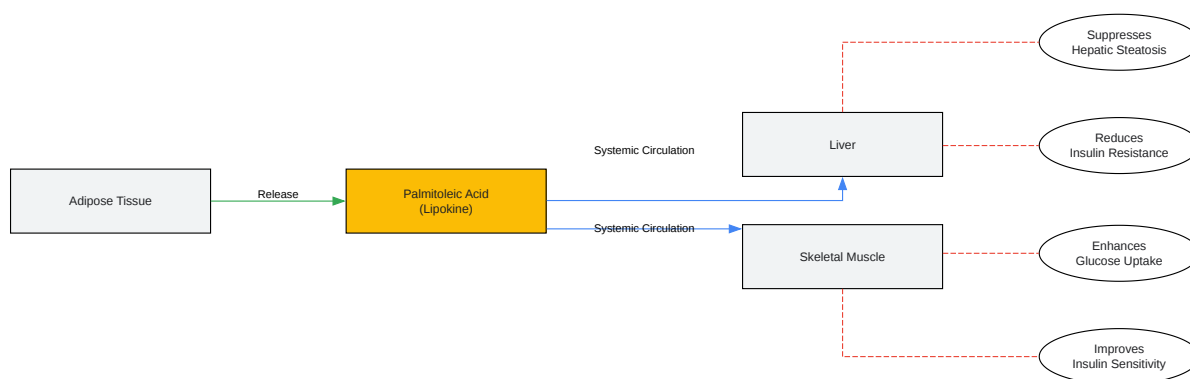 Adipose Tissue
Release
Palmitoleic Acid
(Lipokine)
Systemic Circulation
Systemic Circulation
Liver
Skeletal Muscle
Suppresses
Hepatic Steatosis
Reduces
Insulin Resistance
Enhances
Glucose Uptake
Improves
Insulin Sensitivity